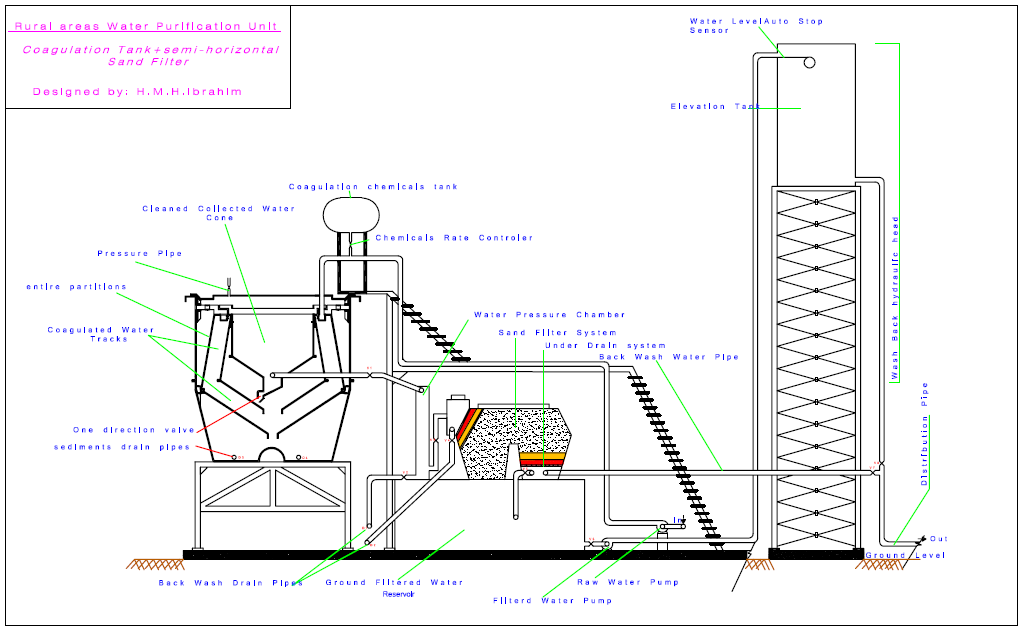 Rural areas Water Purification Unit
Coagulation Tank+semi-horizontal
Sand Filter
Designed by: H.M.H.Ibrahim
Water LevelAuto Stop
Sensor
Elevation Tank
Coagulation chemicals tank
Cleaned Collected Water
Cone
Chemicals Rate Controler
Pressure Pipe
entire partitions
Coagulated Water
Tracks
Water Pressure Chamber
Sand Filter System
Under Drain system
Back Wash Water Pipe
Wash Back hydraulic head
Distribution Pipe
One direction valve
sediments drain pipes
In
Out
Ground Level
Back Wash Drain Pipes
Ground Filtered Water
Reservoir
Raw Water Pump
Filterd Water Pump